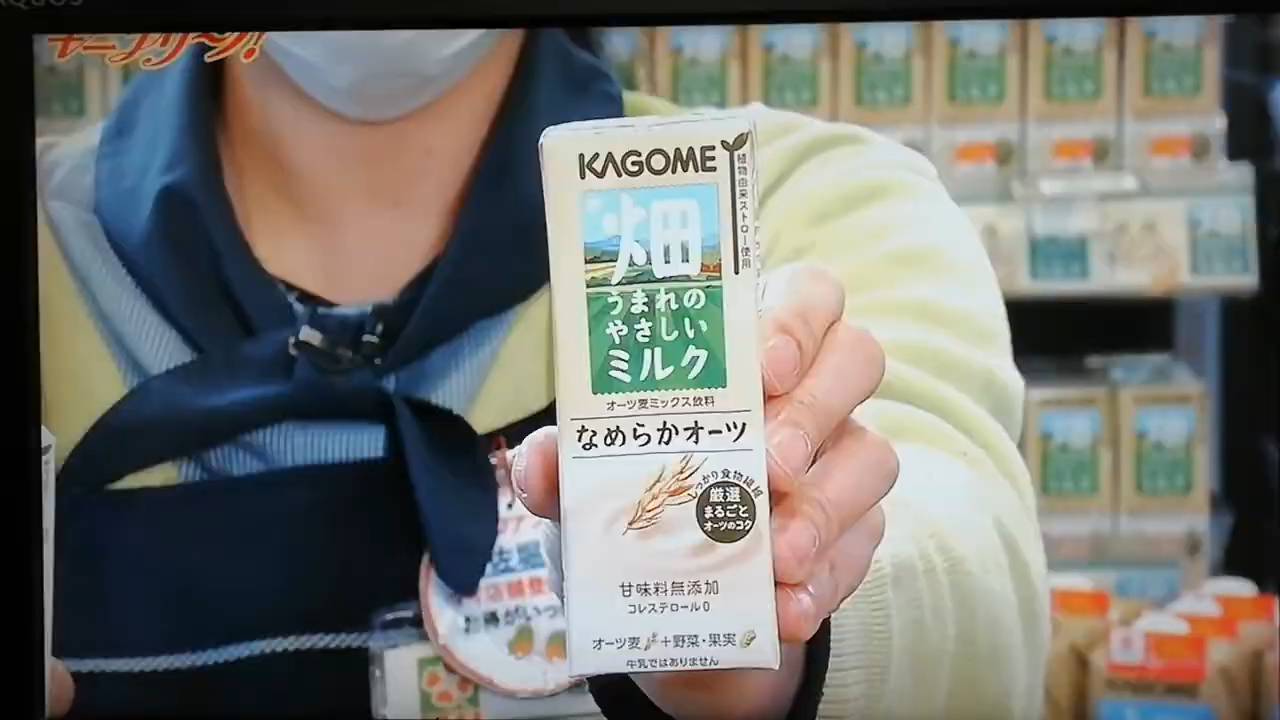 KAGOME
植物由来ストロー使用
畑
うまれの
やさしい
ミルク
オーツ麦ミックス飲料
なめらかオーツ
しっかり食物繊維
厳選
まるごと
オーツのコク
甘味料無添加
コレステロール0
オーツ麦+野菜・果実
牛乳ではありません